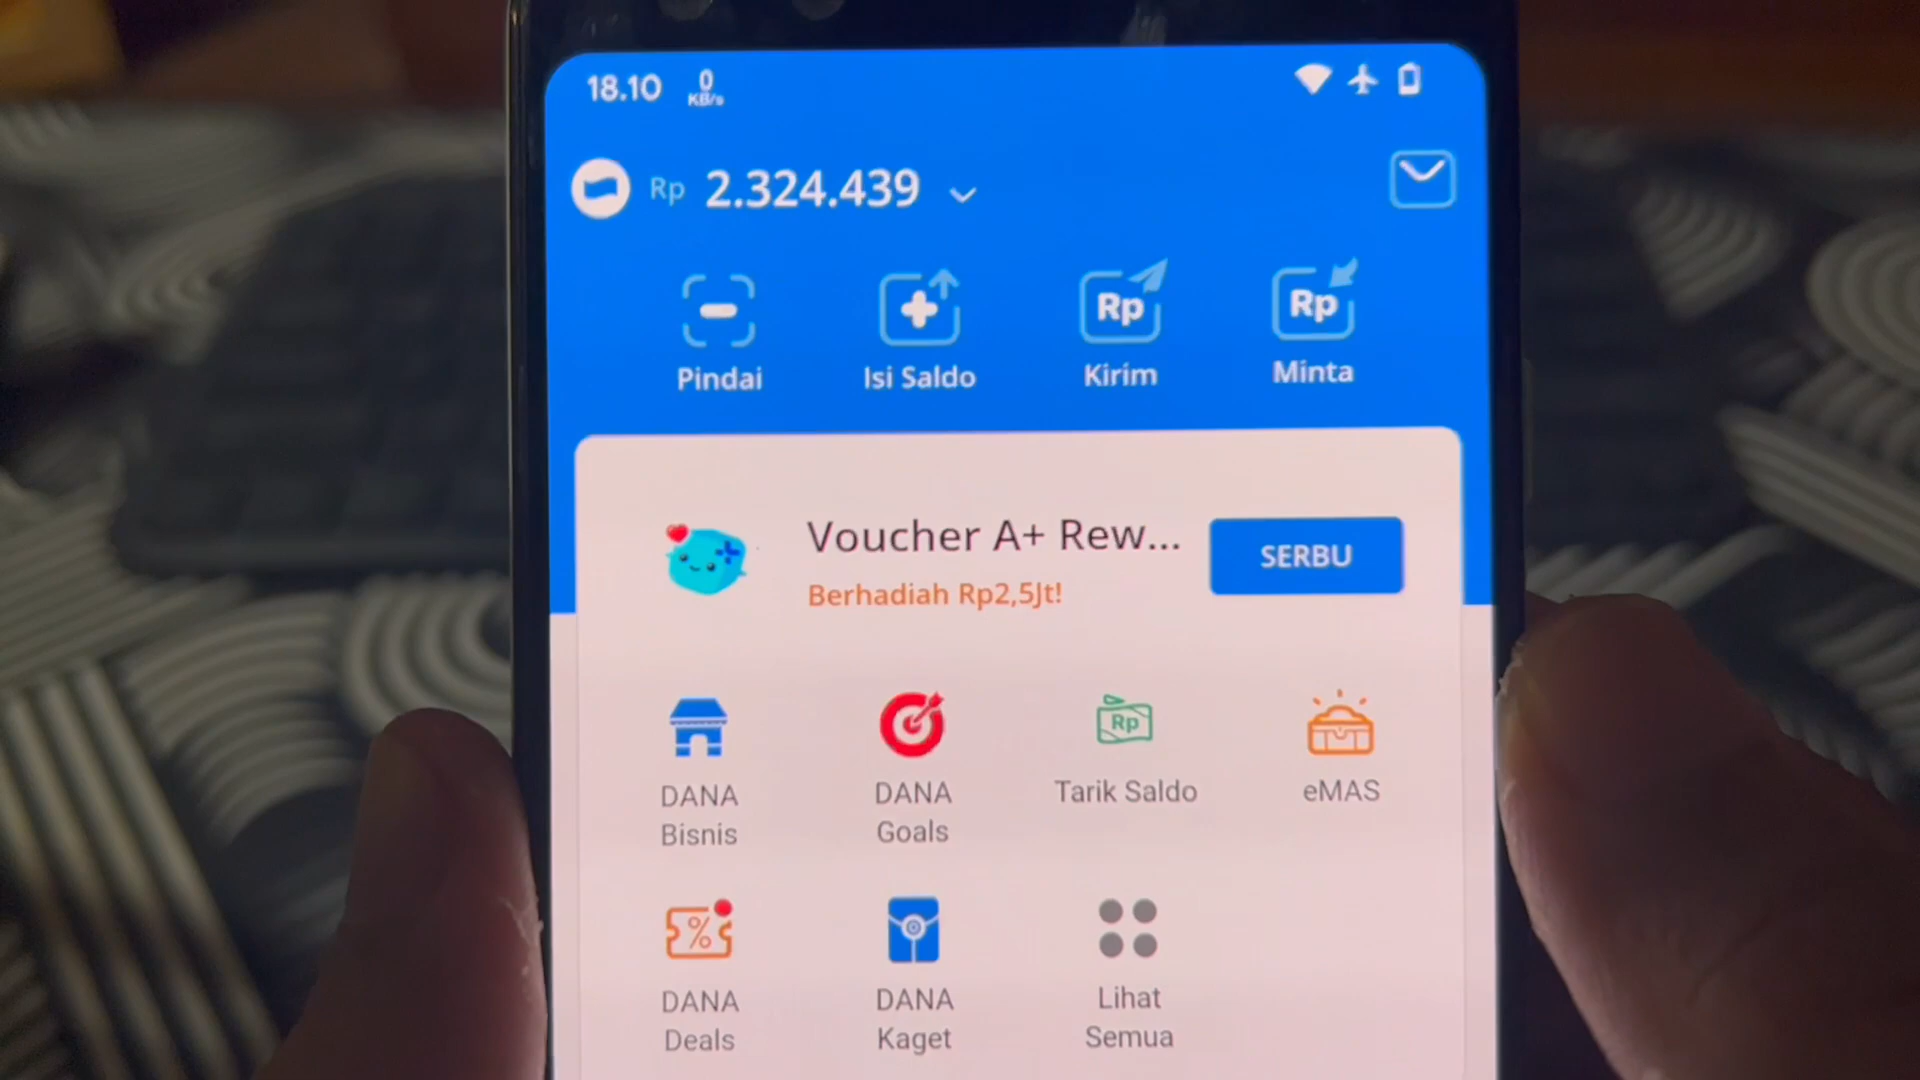 18.10 0 KB/s
Rp 2.324.439
Pindai Isi Saldo Kirim Minta
Rp Rp
Voucher A+ Rew...
Berhadiah Rp2,5Jt!
SERBU
Rp
DANA Bisnis
DANA Goals
Tarik Saldo
eMAS
%
DANA Deals
DANA Kaget
Lihat Semua